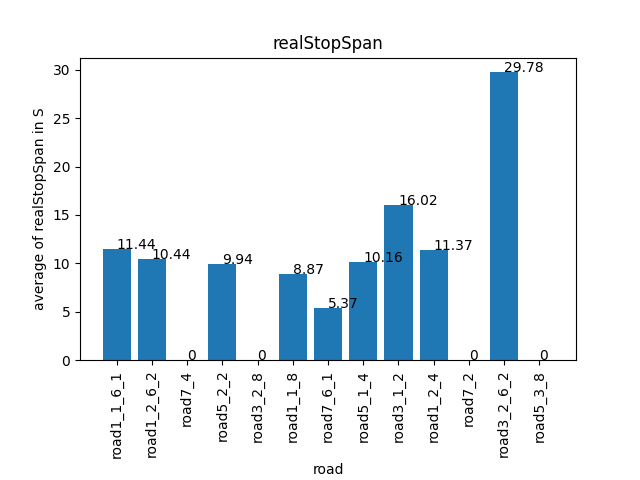 realStopSpan
average of realStopSpan in S
30
25
20
15
10
5
0
11.44
10.44
0
9.94
0
8.87
5.37
10.16
16.02
11.37
0
29.78
0
road1_1_6_1
road1_2_6_2
road7_4
road5_2_2
road3_2_8
road1_1_8
road7_6_1
road5_1_4
road3_1_2
road1_2_4
road7_2
road3_2_6_2
road5_3_8
road